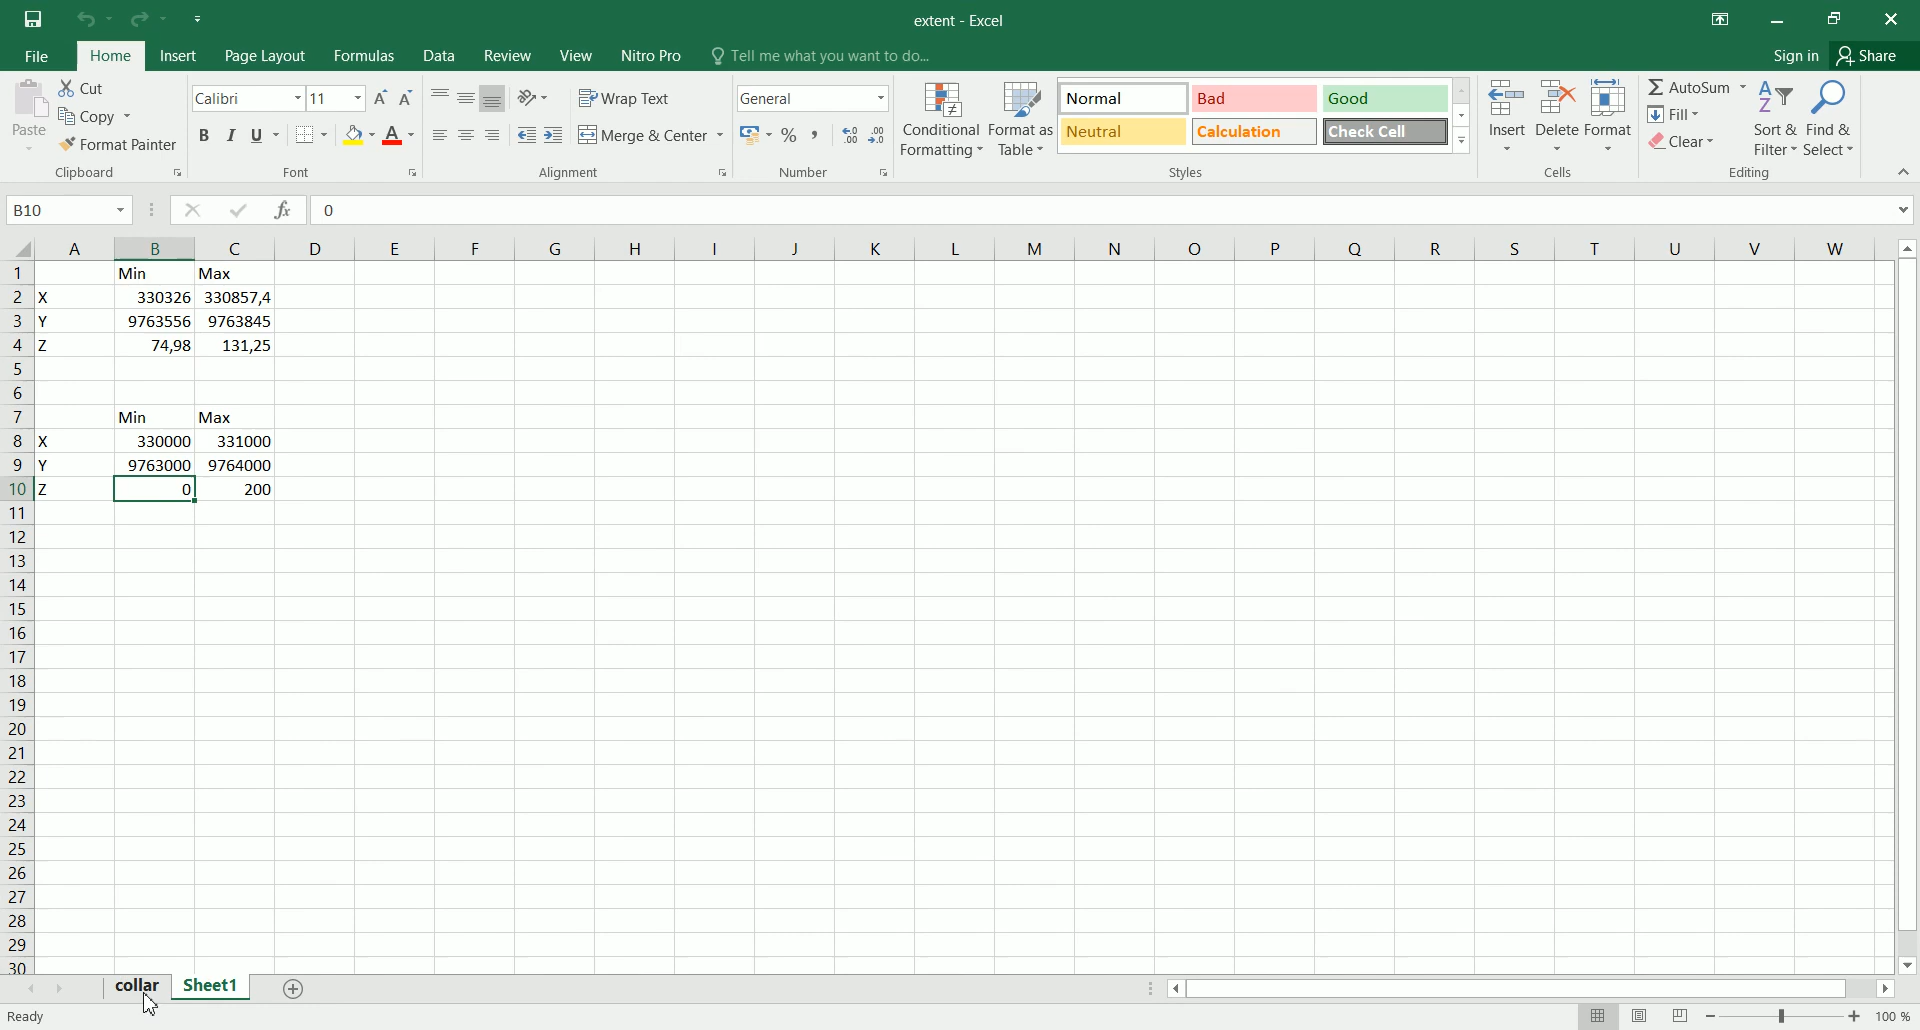 extent - Excel
File Home Insert Page Layout Formulas Data Review View Nitro Pro Tell me what you want to do... Sign in Share
Paste Cut Copy Format Painter Clipboard
Calibri 11 B I U A Font
Wrap Text Merge & Center Alignment
General % , Number
Conditional Formatting Format as Table
Normal Bad Good
Neutral Calculation Check Cell
Styles
Insert Delete Format Cells
AutoSum Fill Clear Sort & Filter Find & Select Editing
B10 fx 0
A B C D E F G H I J K L M N O P Q R S T U V W
1 Min Max
2 X 330326 330857,4
3 Y 9763556 9763845
4 Z 74,98 131,25
5
6
7 Min Max
8 X 330000 331000
9 Y 9763000 9764000
10 Z 0 200
11
12
13
14
15
16
17
18
19
20
21
22
23
24
25
26
27
28
29
30
collar Sheet1
Ready 100 %